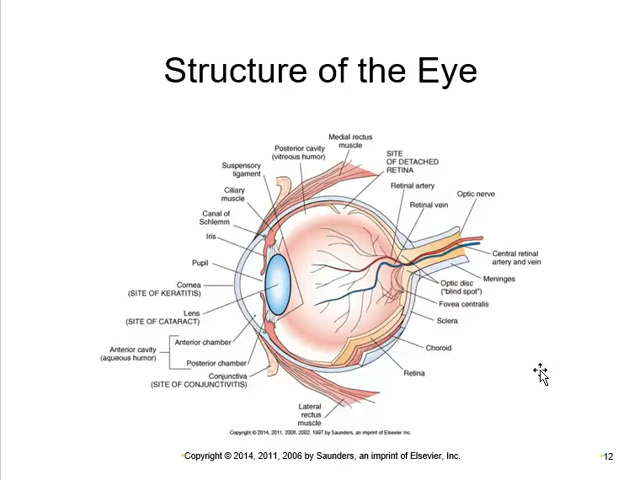 Structure of the Eye
Medial rectus
muscle
Posterior cavity
(vitreous humor)
SITE
OF DETACHED
RETINA
Suspensory
ligament
Retinal artery
Optic nerve
Ciliary
muscle
Retinal vein
Canal of
Schlemm
Iris
Central retinal
artery and vein
Pupil
Meninges
Cornea
(SITE OF KERATITIS)
Optic disc
("blind spot")
Fovea centralis
Lens
(SITE OF CATARACT)
Sclera
Anterior chamber
Choroid
Anterior cavity
(aqueous humor)
Posterior chamber
Retina
Conjunctiva
(SITE OF CONJUNCTIVITIS)
Lateral
rectus
muscle
Copyright © 2014, 2011, 2006, 2002, 1997 by Saunders, an imprint of Elsevier Inc.
Copyright © 2014, 2011, 2006 by Saunders, an imprint of Elsevier, Inc.
12